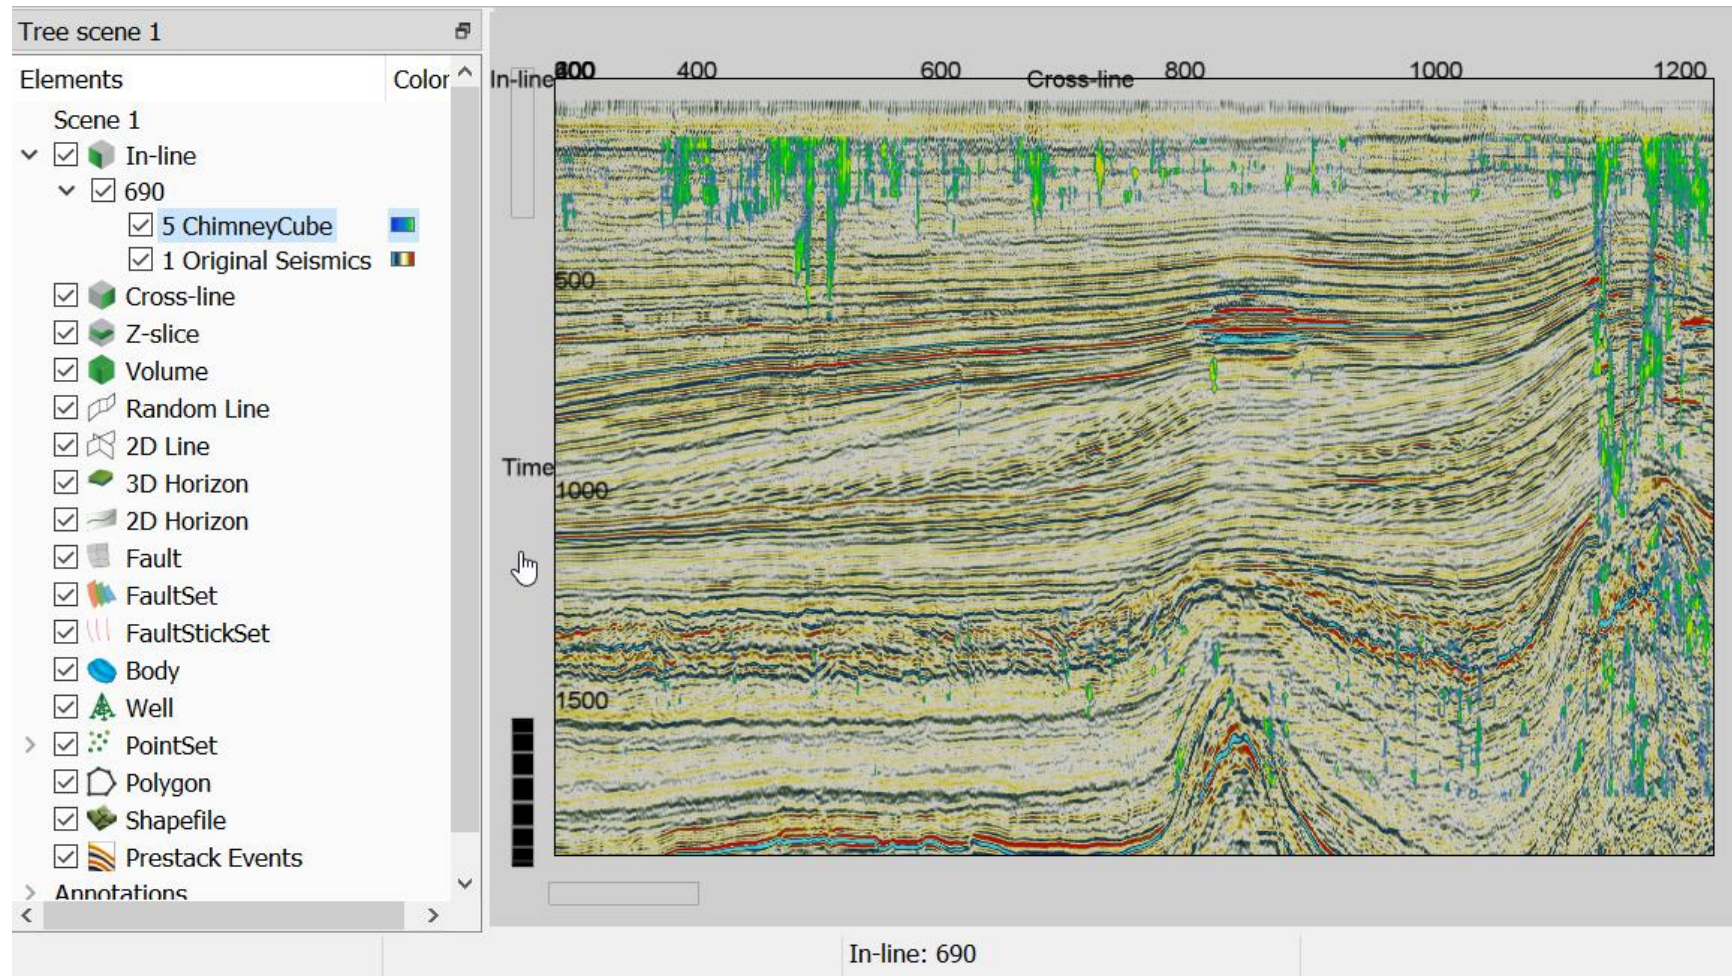 Tree scene 1
Elements Color
Scene 1
In-line
690
5 ChimneyCube
1 Original Seismics
Cross-line
Z-slice
Volume
Random Line
2D Line
3D Horizon
2D Horizon
Fault
FaultSet
FaultStickSet
Body
Well
PointSet
Polygon
Shapefile
Prestack Events
Annotations
In-line 400 600 Cross-line 800 1000 1200
500
Time
1000
1500
In-line: 690